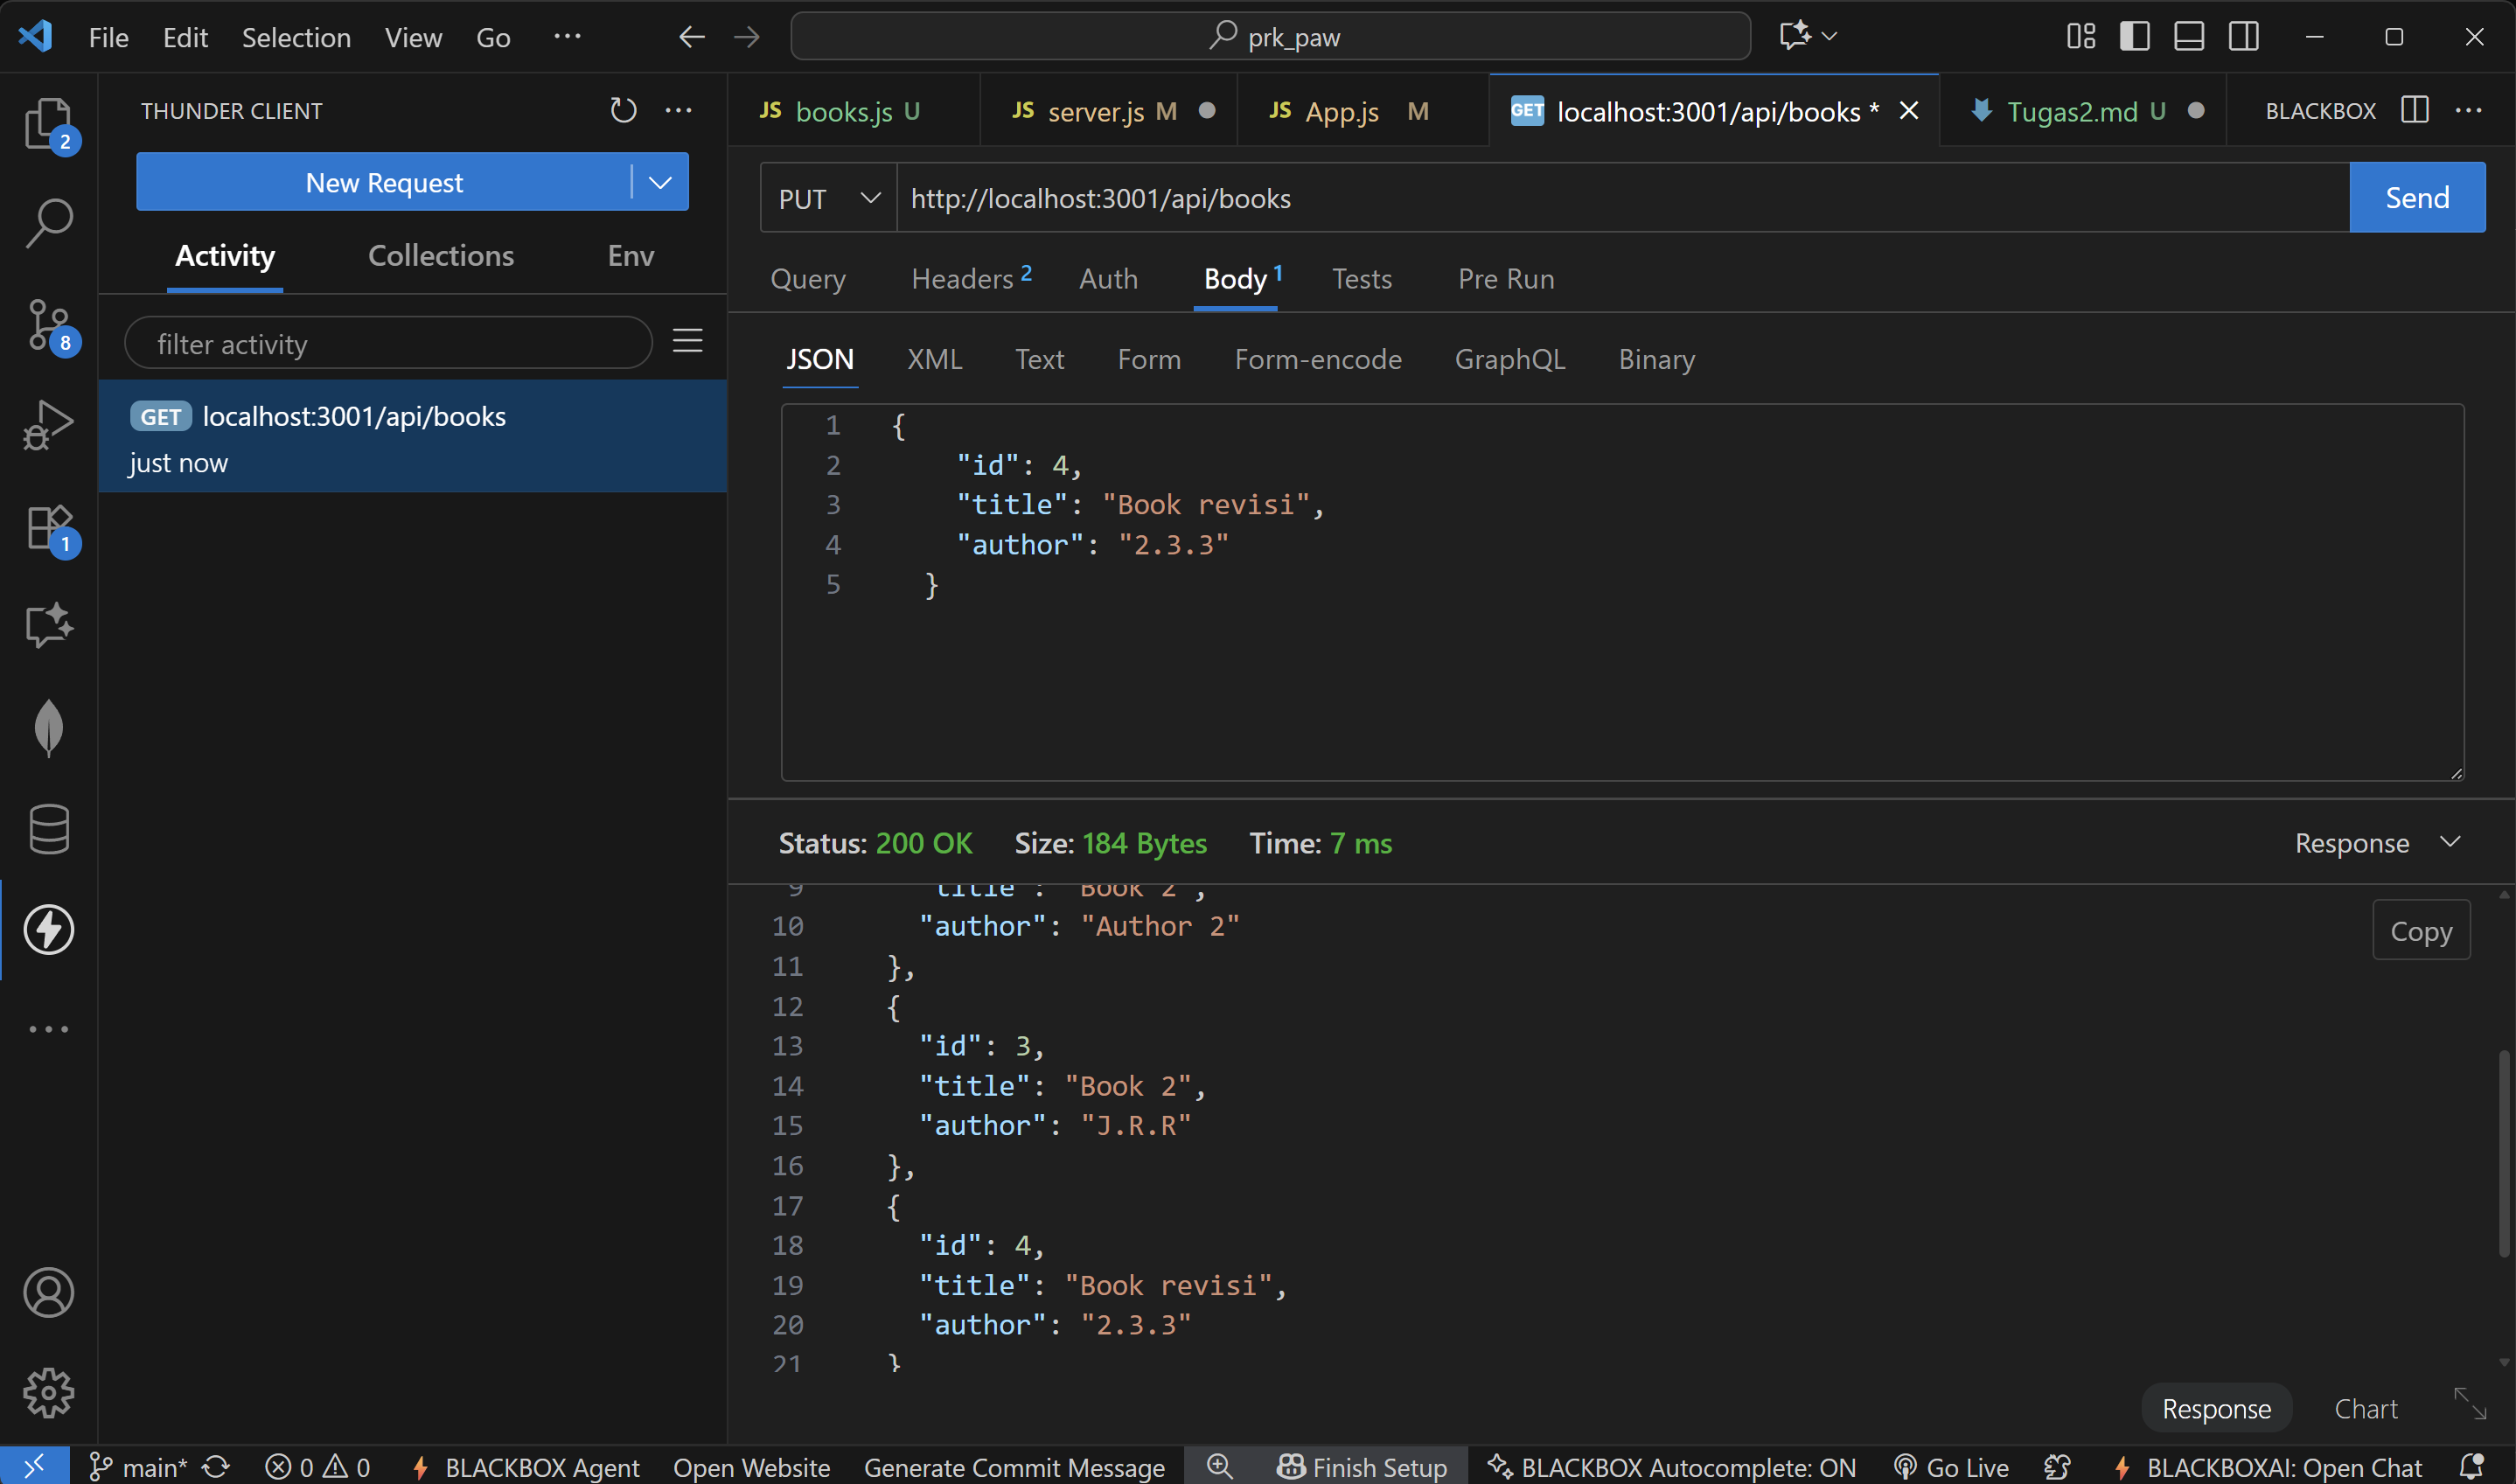 File Edit Selection View Go ··· prk_paw
THUNDER CLIENT ···
New Request
Activity Collections Env
filter activity
GET localhost:3001/api/books
just now
2
8
1
JS books.js U JS server.js M JS App.js M GET localhost:3001/api/books * Tugas2.md U BLACKBOX ···
PUT http://localhost:3001/api/books Send
Query Headers 2 Auth Body 1 Tests Pre Run
JSON XML Text Form Form-encode GraphQL Binary
1 {
2 "id": 4,
3 "title": "Book revisi",
4 "author": "2.3.3"
5 }
Status: 200 OK Size: 184 Bytes Time: 7 ms Response
9 "title": "Book 2",
10 "author": "Author 2"
Copy
11 },
12 {
13 "id": 3,
14 "title": "Book 2",
15 "author": "J.R.R"
16 },
17 {
18 "id": 4,
19 "title": "Book revisi",
20 "author": "2.3.3"
21 }
Response Chart
main* 0 0 BLACKBOX Agent Open Website Generate Commit Message Finish Setup BLACKBOX Autocomplete: ON Go Live BLACKBOXAI: Open Chat